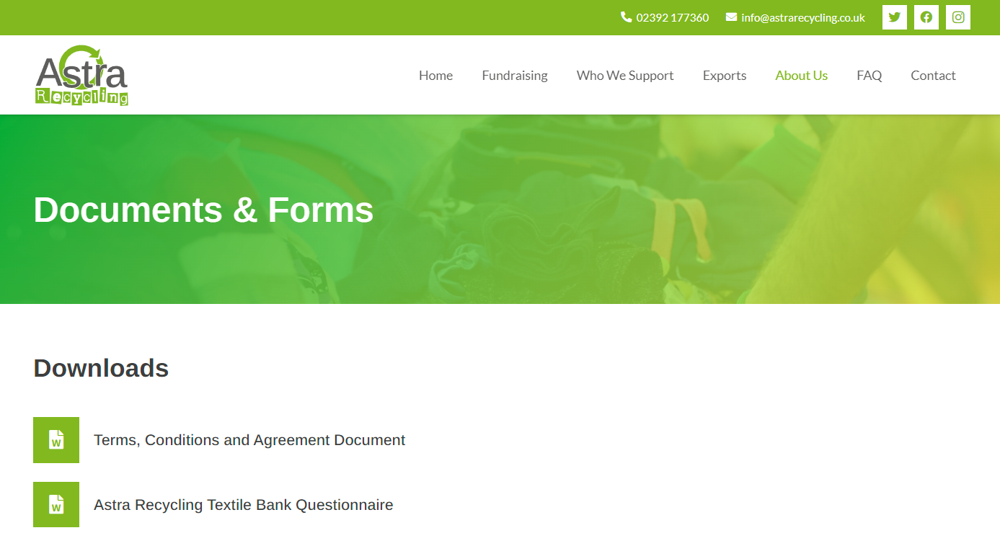 02392 177360 info@astrarecycling.co.uk
Astra
Recycling
Home Fundraising Who We Support Exports About Us FAQ Contact
Documents & Forms
Downloads
W Terms, Conditions and Agreement Document
W Astra Recycling Textile Bank Questionnaire